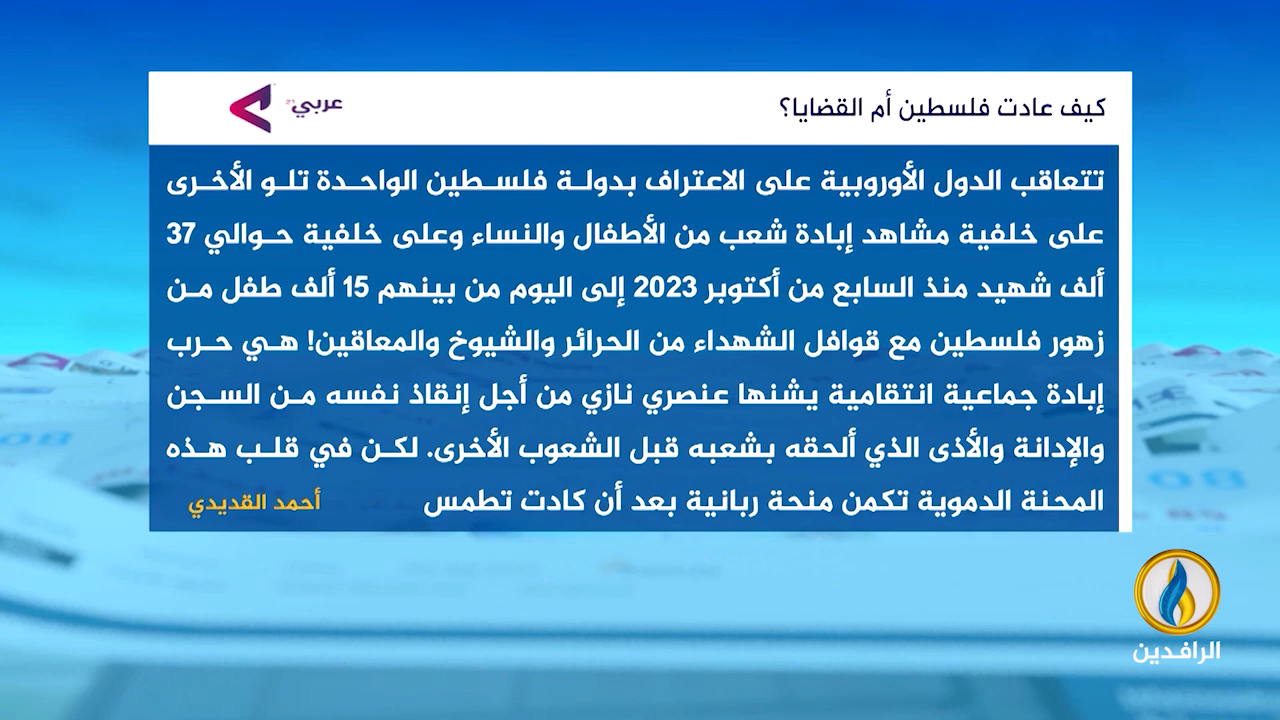 كيف عادت فلسطين أم القضايا؟
عربي21
تتعاقب الدول الأوروبية على الاعتراف بدولة فلسطين الواحدة تلو الأخرى
على خلفية مشاهد إبادة شعب من الأطفال والنساء وعلى خلفية حوالي 37
ألف شهيد منذ السابع من أكتوبر 2023 إلى اليوم من بينهم 15 ألف طفل من
زهور فلسطين مع قوافل الشهداء من الحرائر والشيوخ والمعاقين! هي حرب
إبادة جماعية انتقامية يشنها عنصري نازي من أجل إنقاذ نفسه من السجن
والإدانة والأذى الذي ألحقه بشعبه قبل الشعوب الأخرى. لكن في قلب هذه
المحنة الدموية تكمن منحة ربانية بعد أن كادت تطمس
أحمد القديدي
الرافدين